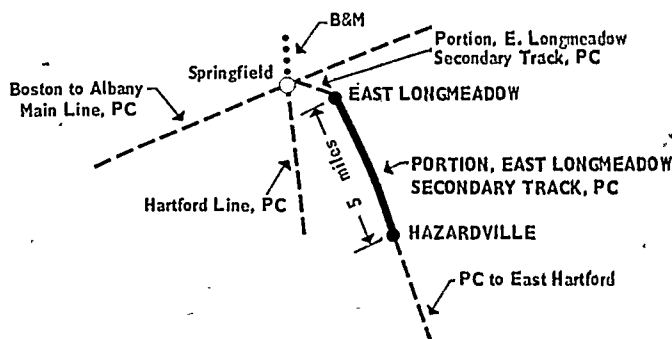 B&M
Portion, E. Longmeadow
Secondary Track, PC
Springfield
Boston to Albany
Main Line, PC
EAST LONGMEADOW
5 miles
PORTION, EAST LONGMEADOW
SECONDARY TRACK, PC
Hartford Line, PC
HAZARDVILLE
PC to East Hartford